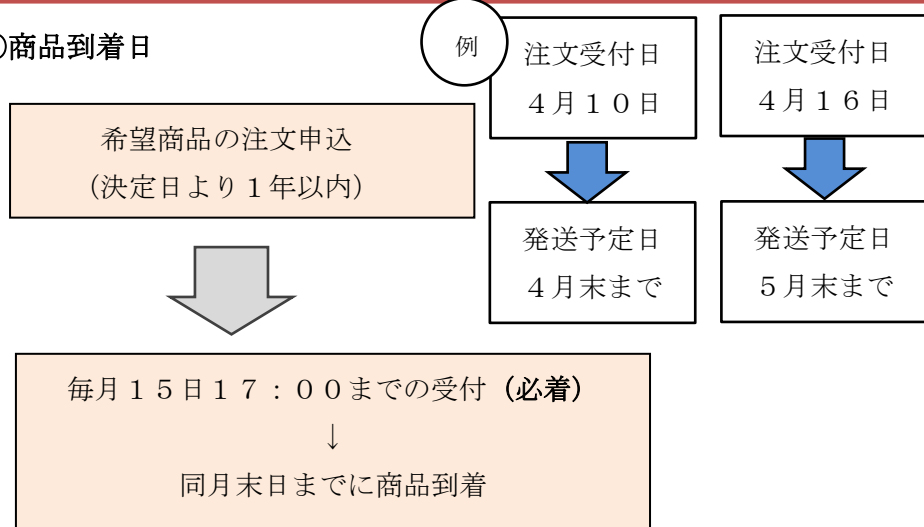 商品到着日
希望商品の注文申込
（決定日より１年以内）
毎月１５日１７：００までの受付（必着）
↓
同月末日までに商品到着
例
注文受付日
４月１０日
発送予定日
４月末まで
注文受付日
４月１６日
発送予定日
５月末まで